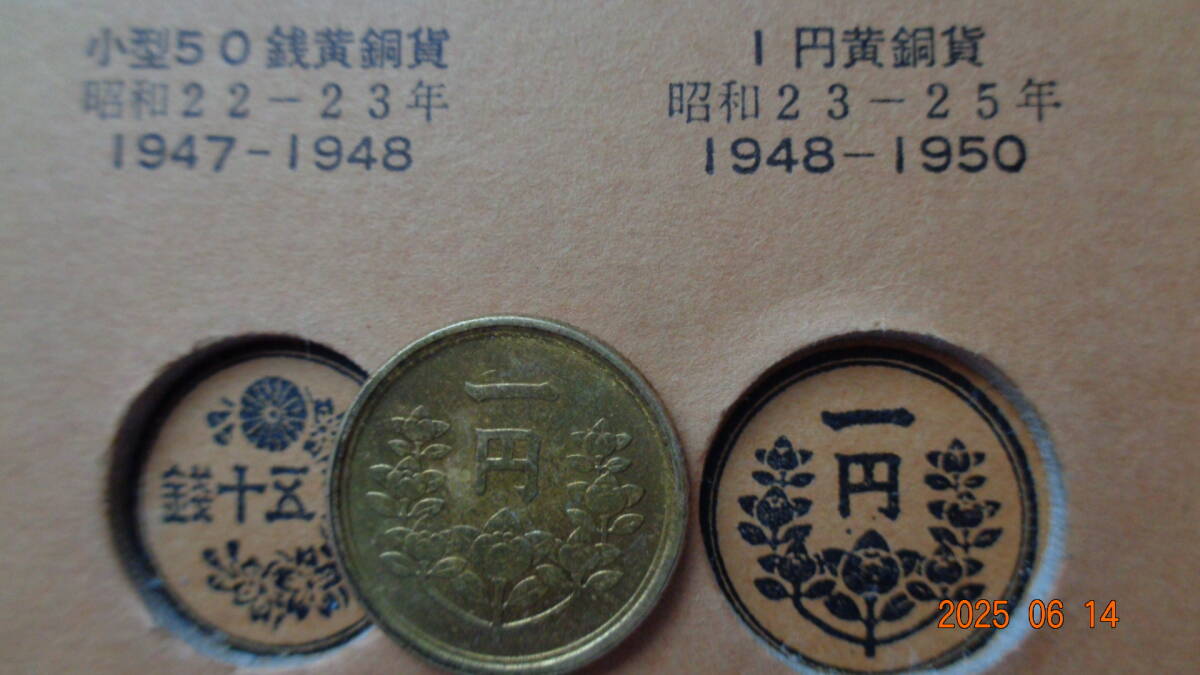 小型50銭黄銅貨
昭和22-23年
1947-1948
1円黄銅貨
昭和23-25年
1948-1950
一
円
一
円
銭十五
2025 06 14